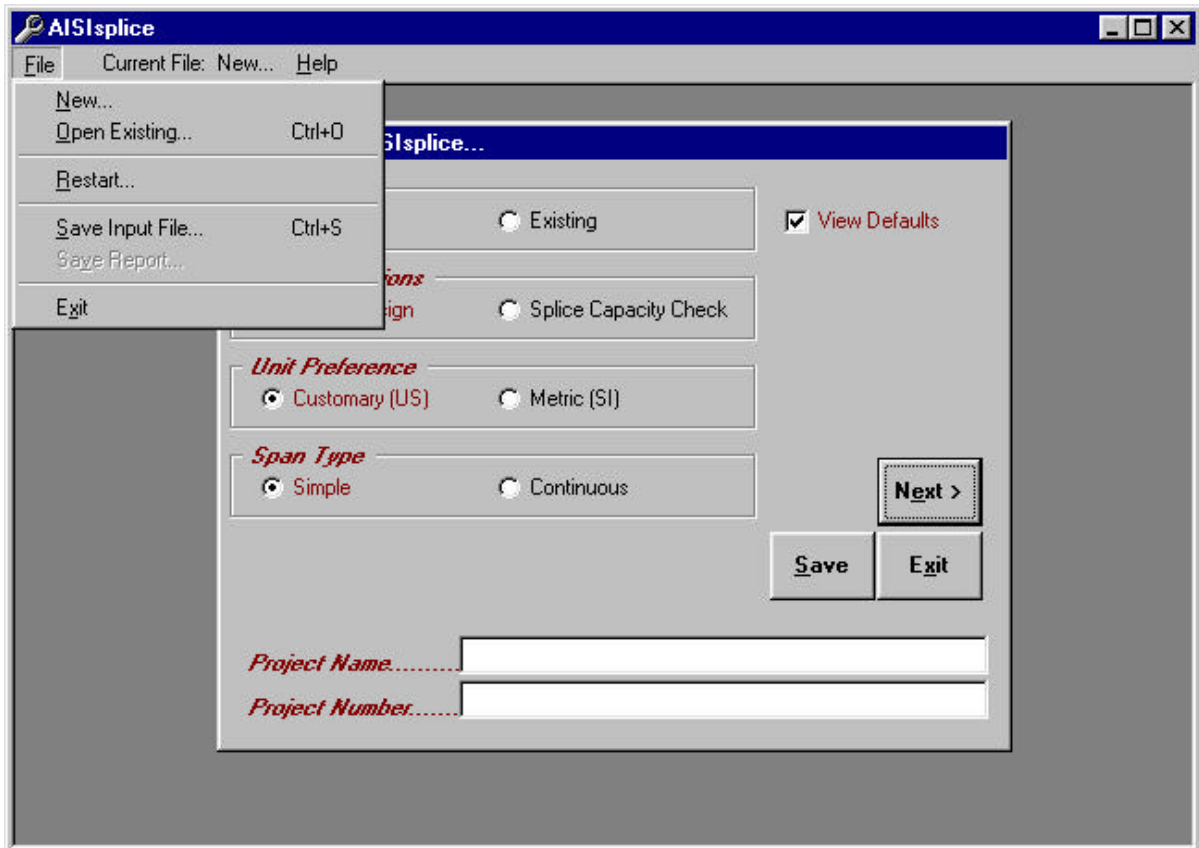 AISIsplice
File Current File: New... Help
New...
Open Existing... Ctrl+O
Restart...
Save Input File... Ctrl+S
Save Report...
Exit
SIsplice...
Existing
View Defaults
ions
ign
Splice Capacity Check
Unit Preference
Customary (US) Metric (SI)
Span Type
Simple Continuous
Next >
Save Exit
Project Name.........
Project Number.......